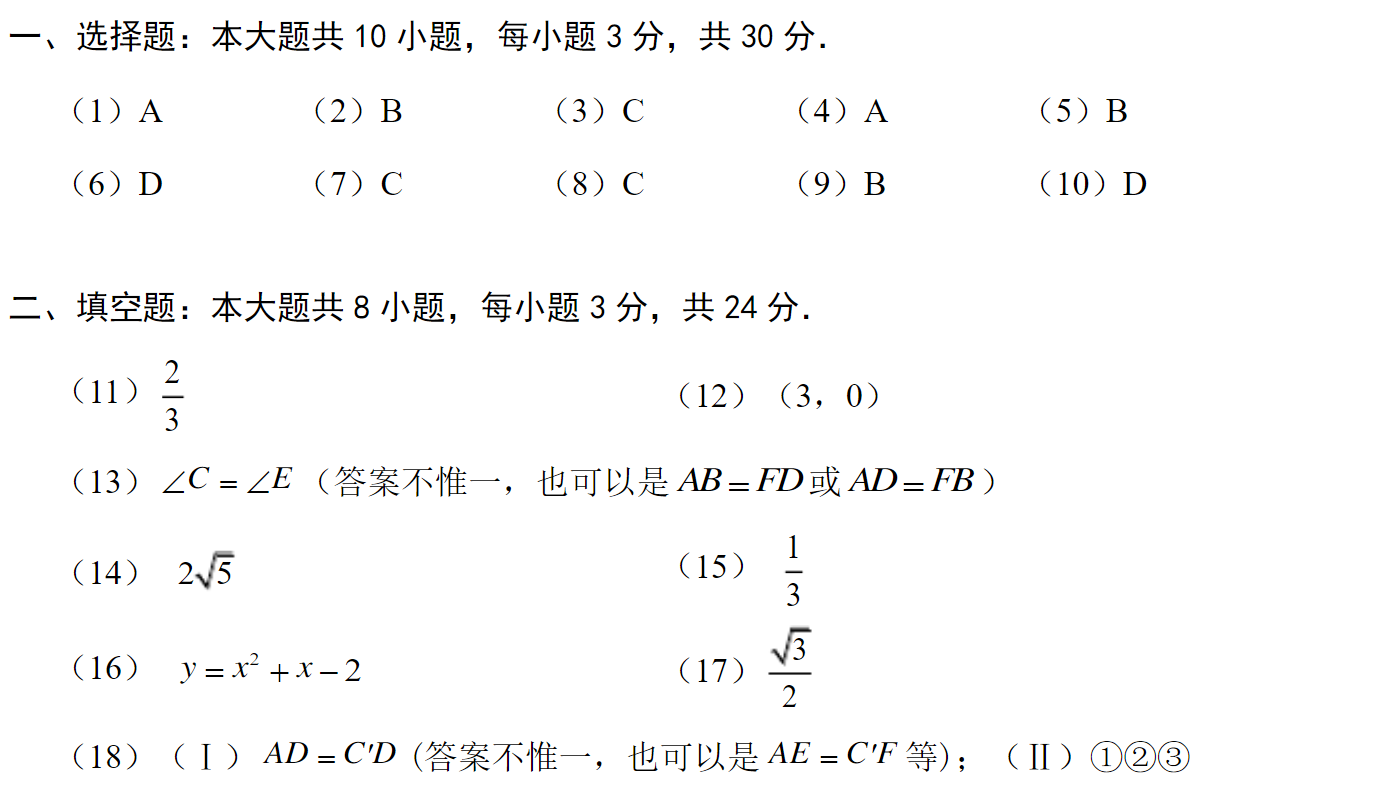 一、选择题：本大题共 10 小题，每小题 3 分，共 30 分．
（1）A （2）B （3）C （4）A （5）B
（6）D （7）C （8）C （9）B （10）D
二、填空题：本大题共 8 小题，每小题 3 分，共 24 分．
（11）2/3 （12）（3，0）
（13）∠C＝∠E（答案不惟一，也可以是 AB＝FD或 AD＝FB）
（14） 2√5 （15） 1/3
（16） y＝x²＋x－2 （17）√3/2
（18）（Ⅰ）AD＝C′D (答案不惟一，也可以是 AE＝C′F 等)；（Ⅱ）①②③